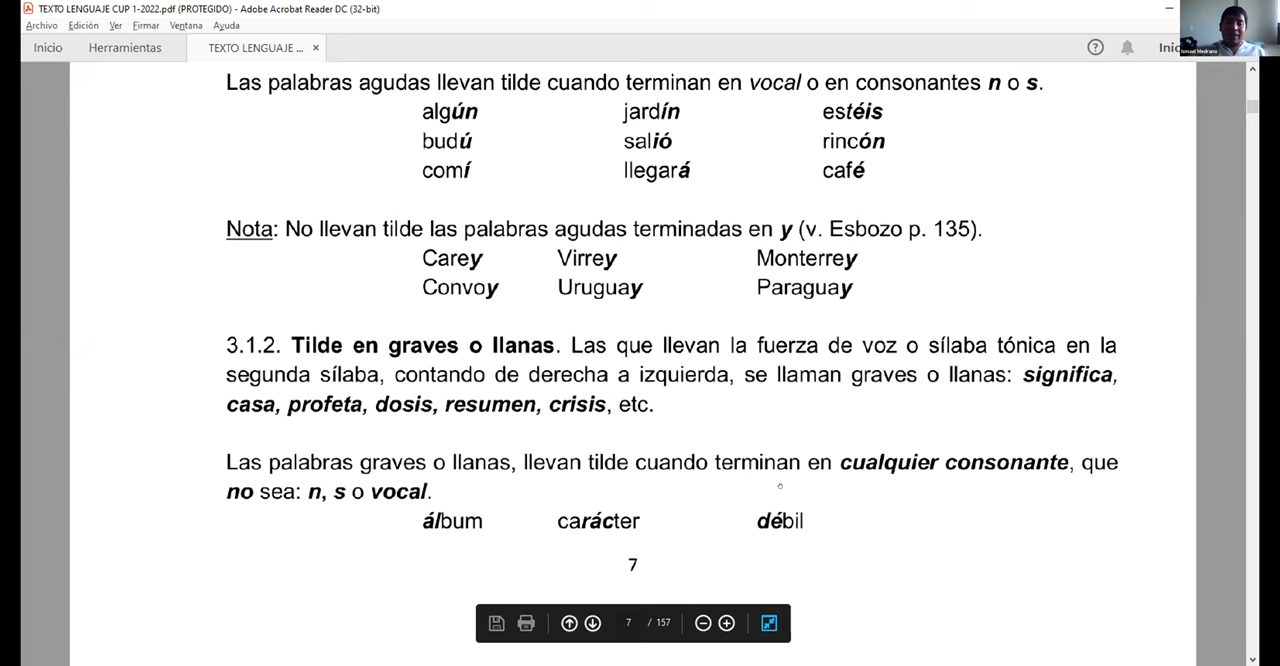 TEXTO LENGUAJE CUP 1-2022.pdf (PROTEGIDO) - Adobe Acrobat Reader DC (32-bit)
Archivo Edición Ver Firmar Ventana Ayuda
Inicio Herramientas TEXTO LENGUAJE ... × ? Inic
Ismael Medrano
Las palabras agudas llevan tilde cuando terminan en vocal o en consonantes n o s.
algún jardín estéis
budú salió rincón
comí llegará café
Nota: No llevan tilde las palabras agudas terminadas en y (v. Esbozo p. 135).
Carey Virrey Monterrey
Convoy Uruguay Paraguay
3.1.2. Tilde en graves o llanas. Las que llevan la fuerza de voz o sílaba tónica en la
segunda sílaba, contando de derecha a izquierda, se llaman graves o llanas: significa,
casa, profeta, dosis, resumen, crisis, etc.
Las palabras graves o llanas, llevan tilde cuando terminan en cualquier consonante, que
no sea: n, s o vocal.
álbum carácter débil
7
7 / 157